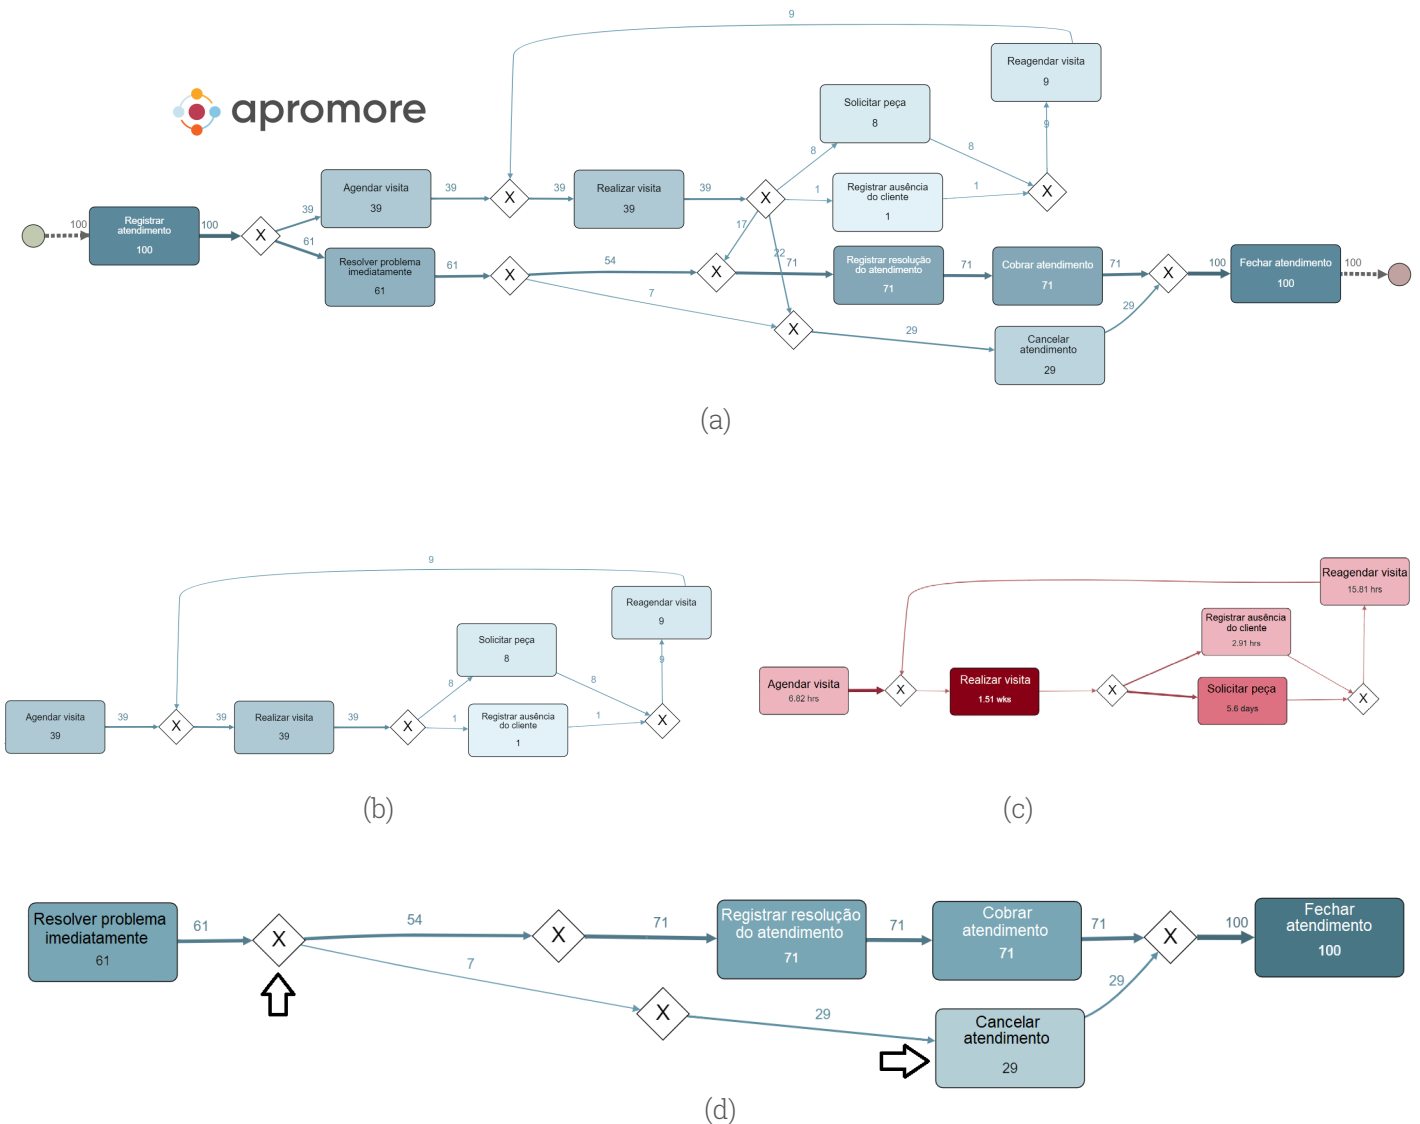 9
Reagendar visita
9
apromore
Solicitar peça
8
8
8
9
Agendar visita
39
39
39
39
Realizar visita
39
39
X
X
1
Registrar ausência
do cliente
1
1
X
100
Registrar
atendimento
100
100
X
61
Resolver problema
imediatamente
61
61
X
54
7
17
22
X
71
Registrar resolução
do atendimento
71
71
Cobrar atendimento
71
71
X
100
Fechar atendimento
100
100
X
29
Cancelar
atendimento
29
29
(a)
9
Reagendar visita
9
Solicitar peça
8
8
8
9
Agendar visita
39
39
X
39
Realizar visita
39
39
X
1
Registrar ausência
do cliente
1
1
X
(b)
Reagendar visita
15.81 hrs
Registrar ausência
do cliente
2.91 hrs
Agendar visita
6.82 hrs
X
Realizar visita
1.51 wks
X
Solicitar peça
5.6 days
X
(c)
Resolver problema
imediatamente
61
61
X
54
7
X
71
Registrar resolução
do atendimento
71
71
Cobrar
atendimento
71
71
X
100
Fechar
atendimento
100
X
29
Cancelar
atendimento
29
29
(d)